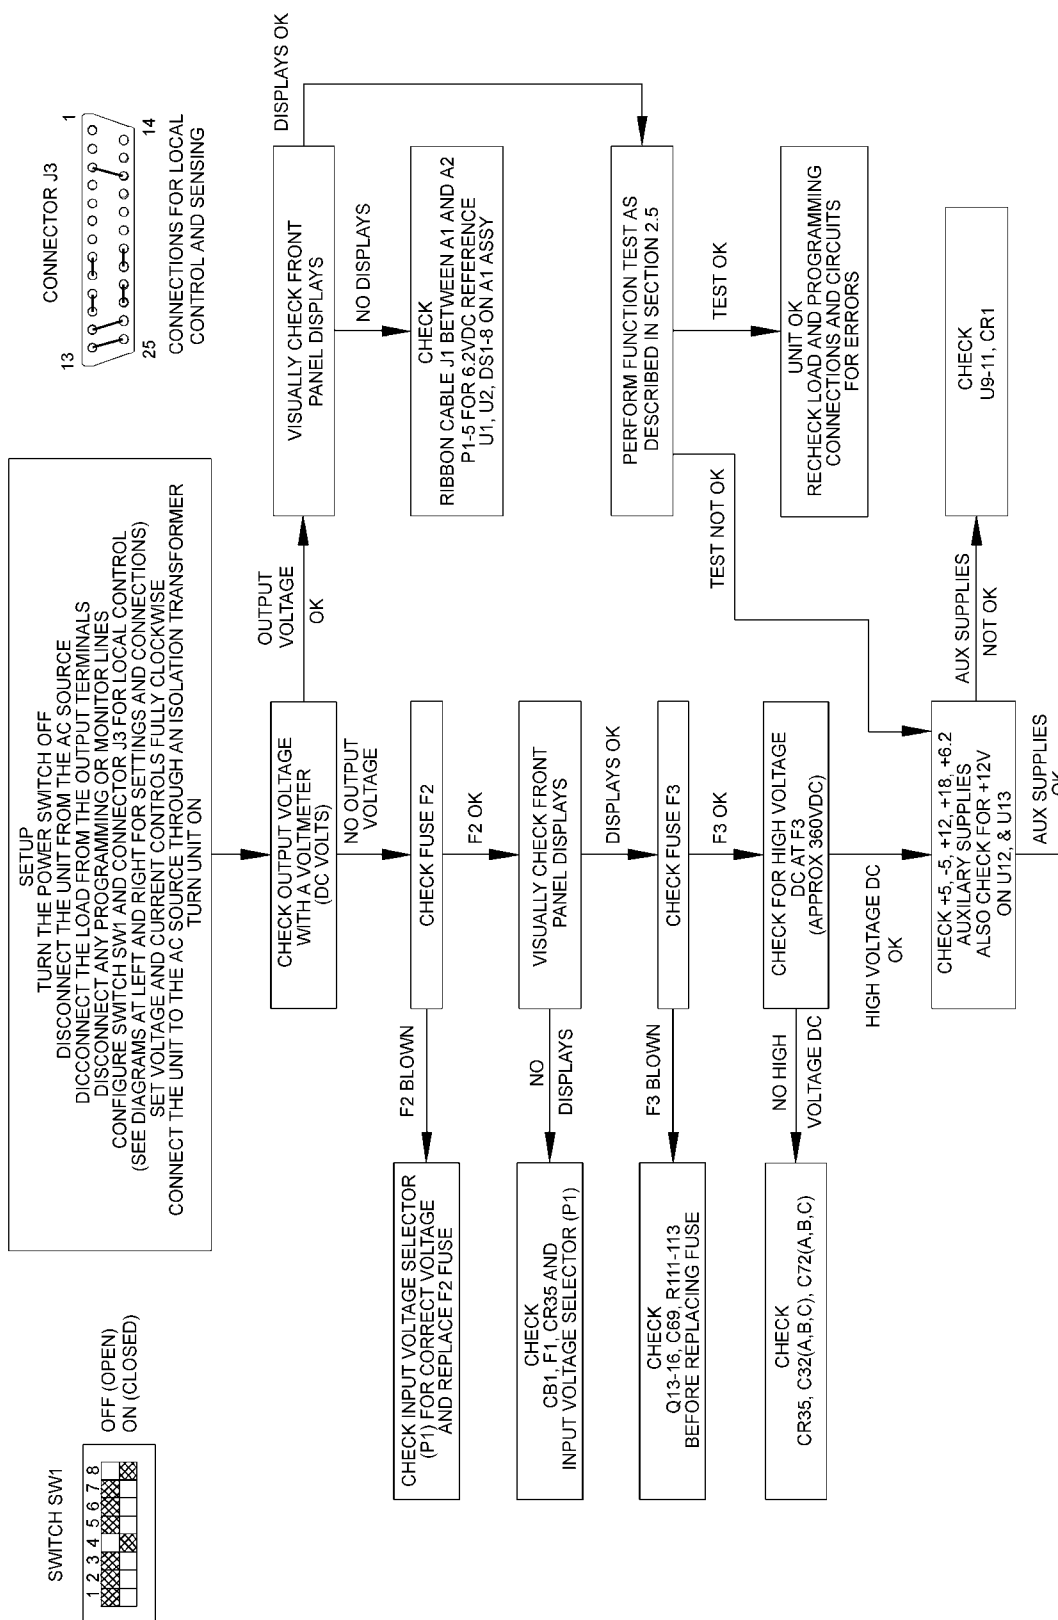 SWITCH SW1
1 2 3 4 5 6 7 8
OFF (OPEN)
ON (CLOSED)
SETUP
TURN THE POWER SWITCH OFF
DISCONNECT THE UNIT FROM THE AC SOURCE
DICCONNECT THE LOAD FROM THE OUTPUT TERMINALS
DISCONNECT ANY PROGRAMMING OR MONITOR LINES
CONFIGURE SWITCH SW1 AND CONNECTOR J3 FOR LOCAL CONTROL
(SEE DIAGRAMS AT LEFT AND RIGHT FOR SETTINGS AND CONNECTIONS)
SET VOLTAGE AND CURRENT CONTROLS FULLY CLOCKWISE
CONNECT THE UNIT TO THE AC SOURCE THROUGH AN ISOLATION TRANSFORMER
TURN UNIT ON
CONNECTOR J3
13
1
25
14
CONNECTIONS FOR LOCAL
CONTROL AND SENSING
CHECK OUTPUT VOLTAGE
WITH A VOLTMETER
(DC VOLTS)
OUTPUT
VOLTAGE
OK
VISUALLY CHECK FRONT
PANEL DISPLAYS
DISPLAYS OK
NO OUTPUT
VOLTAGE
NO DISPLAYS
CHECK INPUT VOLTAGE SELECTOR
(P1) FOR CORRECT VOLTAGE
AND REPLACE F2 FUSE
F2 BLOWN
CHECK FUSE F2
CHECK
RIBBON CABLE J1 BETWEEN A1 AND A2
P1-5 FOR 6.2VDC REFERENCE
U1, U2, DS1-8 ON A1 ASSY
F2 OK
CHECK
CB1, F1, CR35 AND
INPUT VOLTAGE SELECTOR (P1)
NO
DISPLAYS
VISUALLY CHECK FRONT
PANEL DISPLAYS
DISPLAYS OK
PERFORM FUNCTION TEST AS
DESCRIBED IN SECTION 2.5
CHECK
Q13-16, C69, R111-113
BEFORE REPLACING FUSE
F3 BLOWN
CHECK FUSE F3
F3 OK
TEST NOT OK
TEST OK
CHECK
CR35, C32(A,B,C), C72(A,B,C)
NO HIGH
VOLTAGE DC
CHECK FOR HIGH VOLTAGE
DC AT F3
(APPROX 360VDC)
UNIT OK
RECHECK LOAD AND PROGRAMMING
CONNECTIONS AND CIRCUITS
FOR ERRORS
HIGH VOLTAGE DC
OK
CHECK +5, -5, +12, +18, +6.2
AUXILARY SUPPLIES
ALSO CHECK FOR +12V
ON U12, & U13
AUX SUPPLIES
NOT OK
CHECK
U9-11, CR1
AUX SUPPLIES
OK